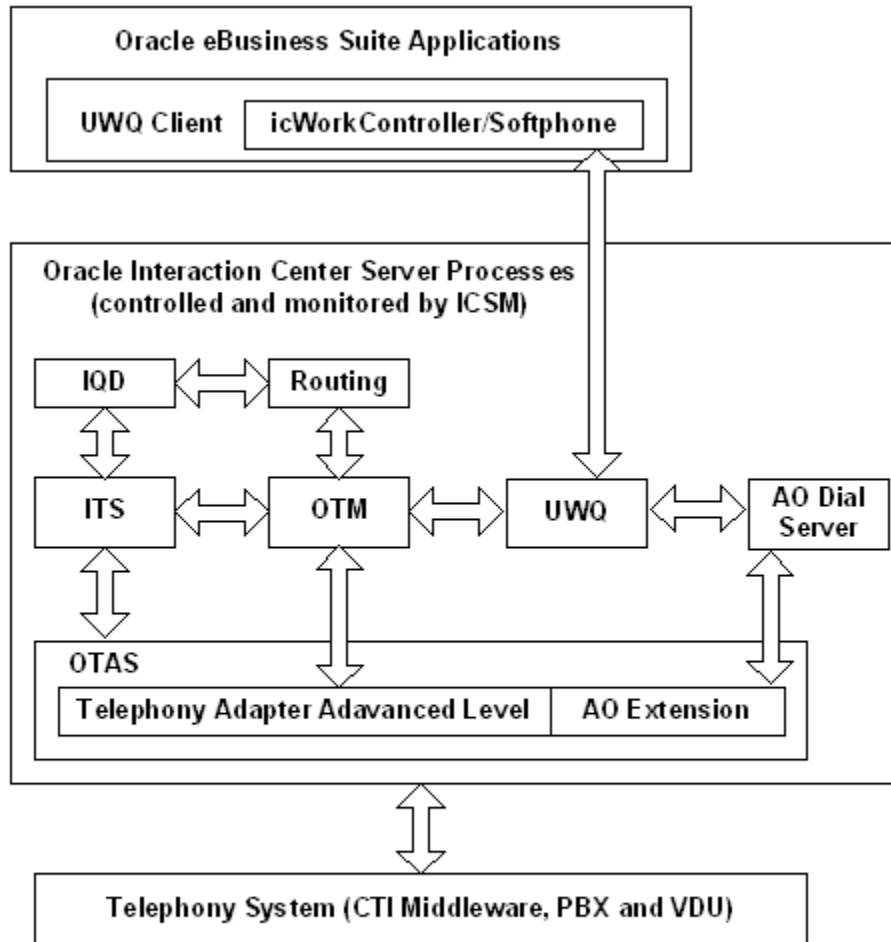 Oracle eBusiness Suite Applications
UWQ Client
icWorkController/Softphone
Oracle Interaction Center Server Processes
(controlled and monitored by ICSM)
IQD
Routing
ITS
OTM
UWQ
AO Dial
Server
OTAS
Telephony Adapter Adavanced Level
AO Extension
Telephony System (CTI Middleware, PBX and VDU)